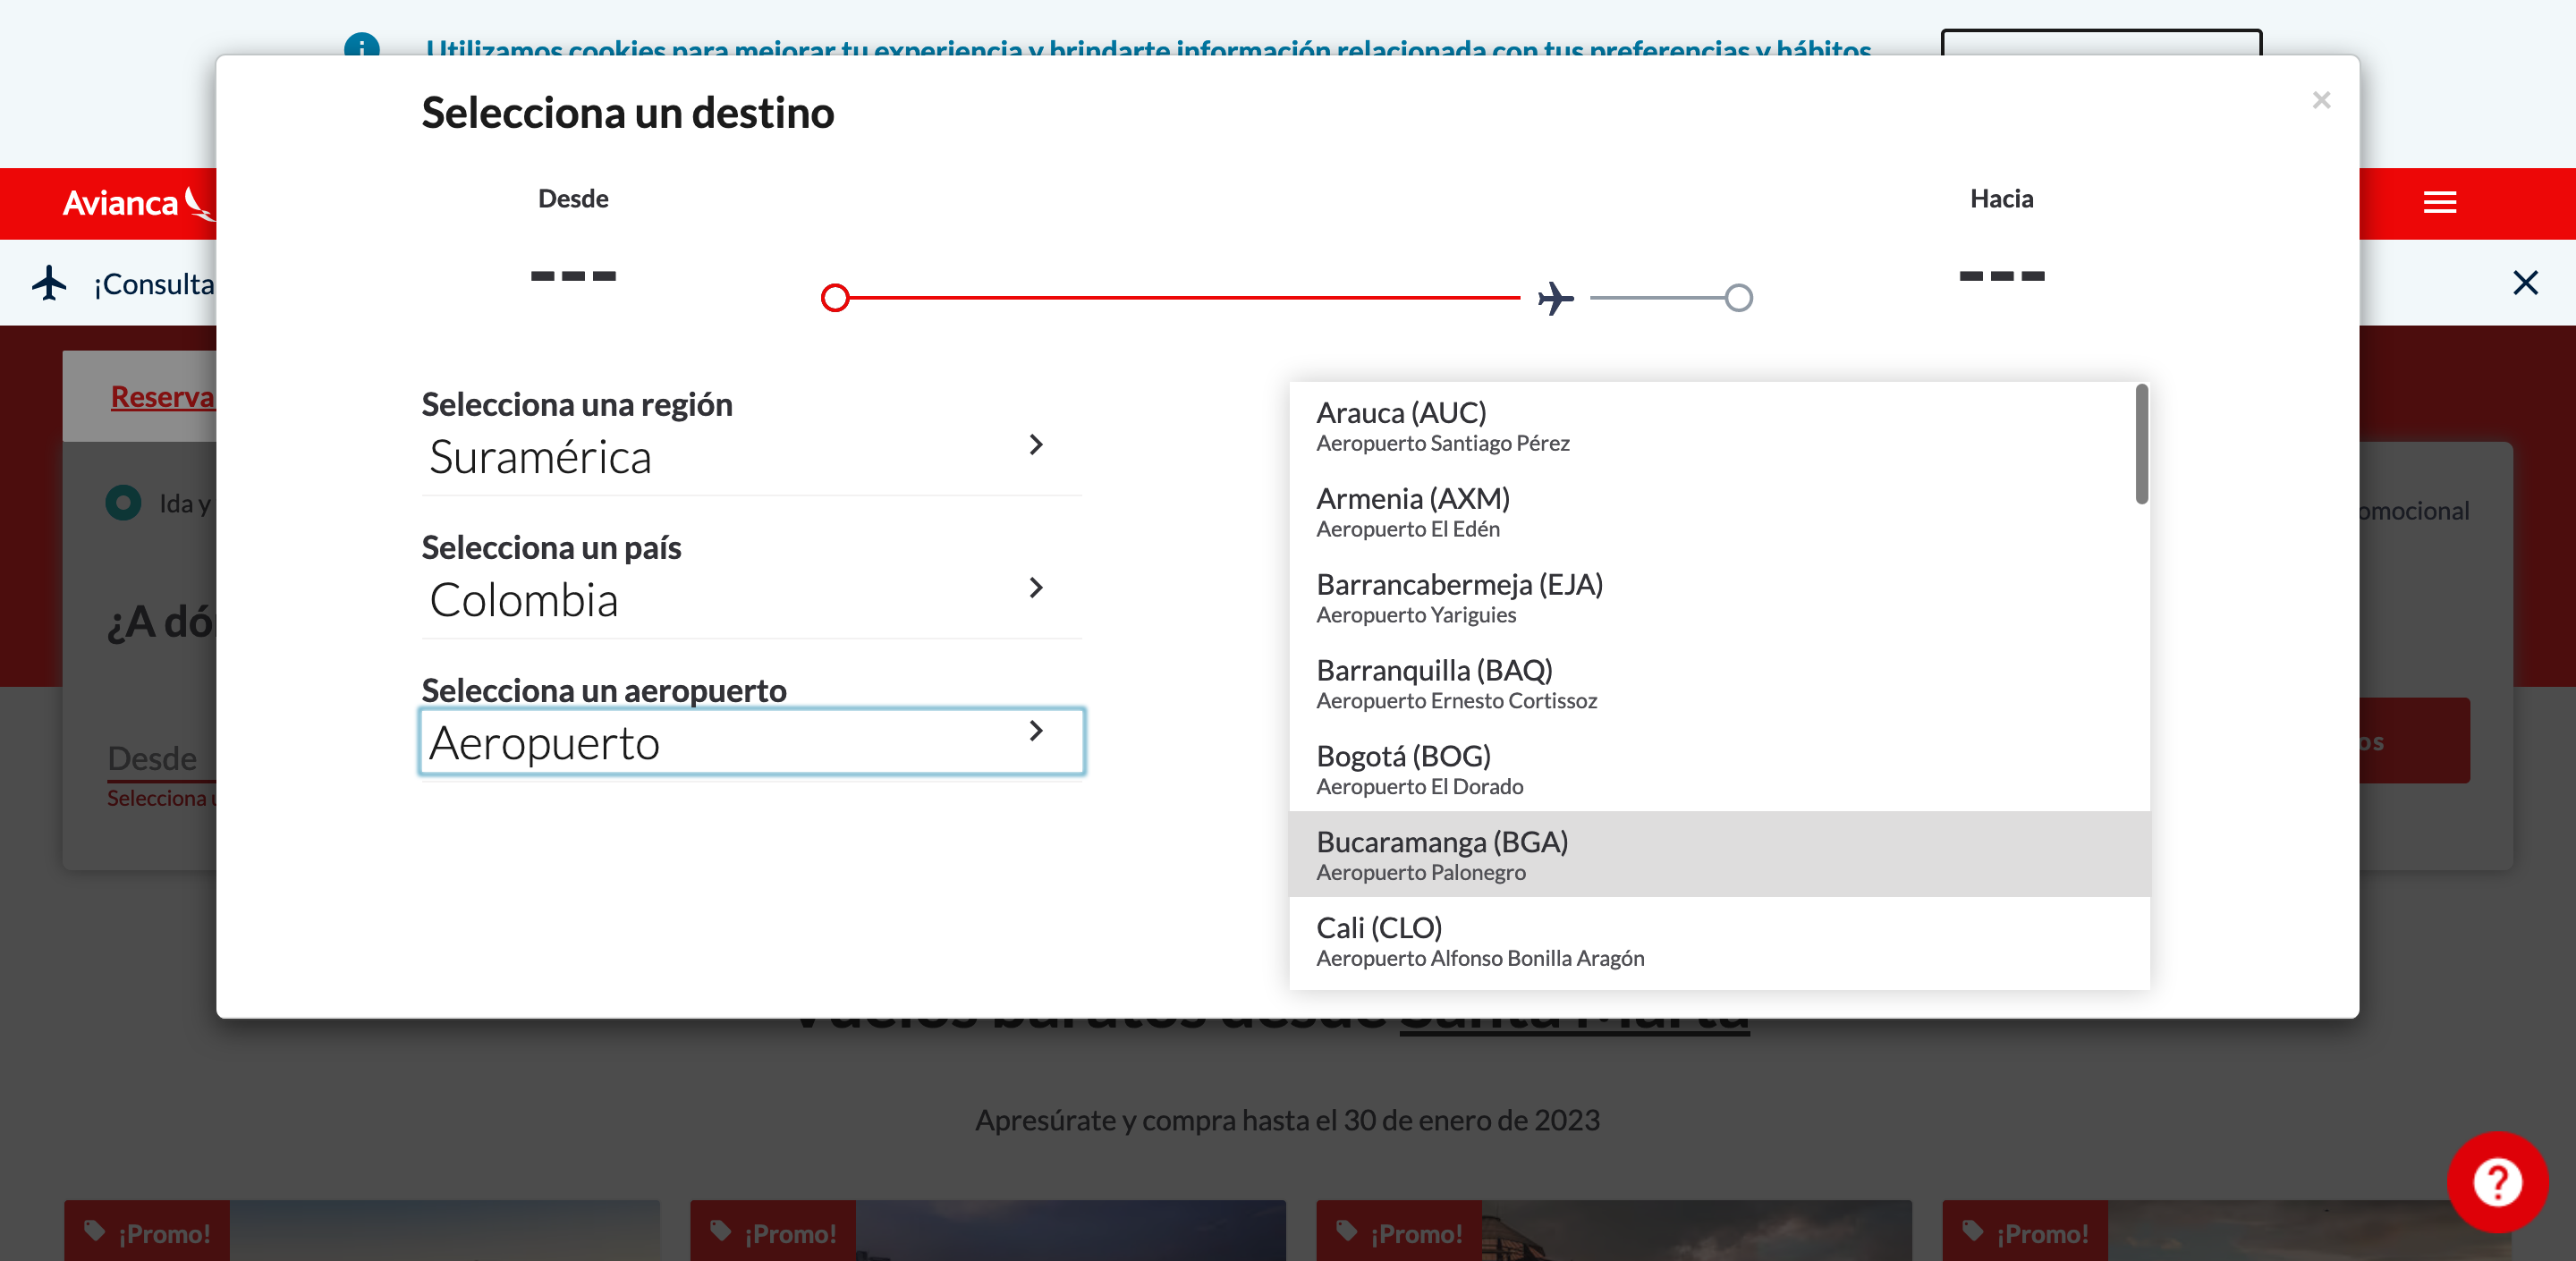 Utilizamos cookies para mejorar tu experiencia y brindarte información relacionada con tus preferencias y hábitos
Selecciona un destino
×
Avianca
Desde
Hacia
---
---
¡Consulta
Reserva
Selecciona una región
Suramérica
Selecciona un país
Colombia
Selecciona un aeropuerto
Aeropuerto
Arauca (AUC)
Aeropuerto Santiago Pérez
Armenia (AXM)
Aeropuerto El Edén
Barrancabermeja (EJA)
Aeropuerto Yariguies
Barranquilla (BAQ)
Aeropuerto Ernesto Cortissoz
Bogotá (BOG)
Aeropuerto El Dorado
Bucaramanga (BGA)
Aeropuerto Palonegro
Cali (CLO)
Aeropuerto Alfonso Bonilla Aragón
Ida y
omocional
¿A dó
Desde
Selecciona
os
Vuelos baratos desde Santa Marta
Apresúrate y compra hasta el 30 de enero de 2023
¡Promo!
¡Promo!
¡Promo!
¡Promo!
?